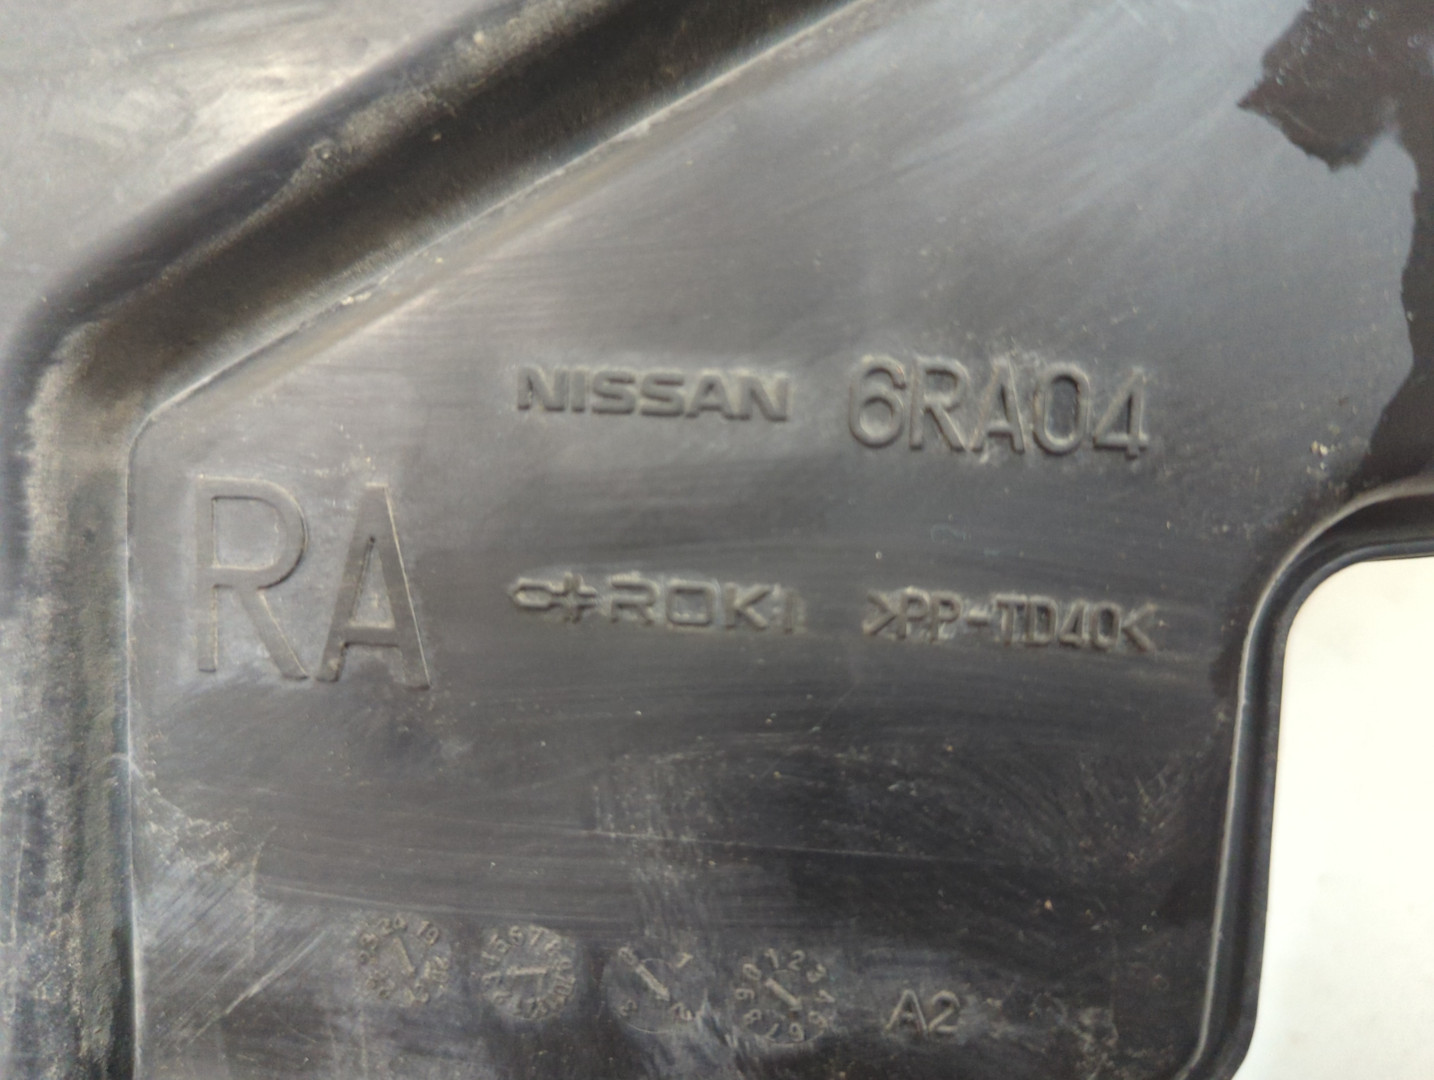 NISSAN 6RA04
RA
ROKI >PP-TD40<
A2